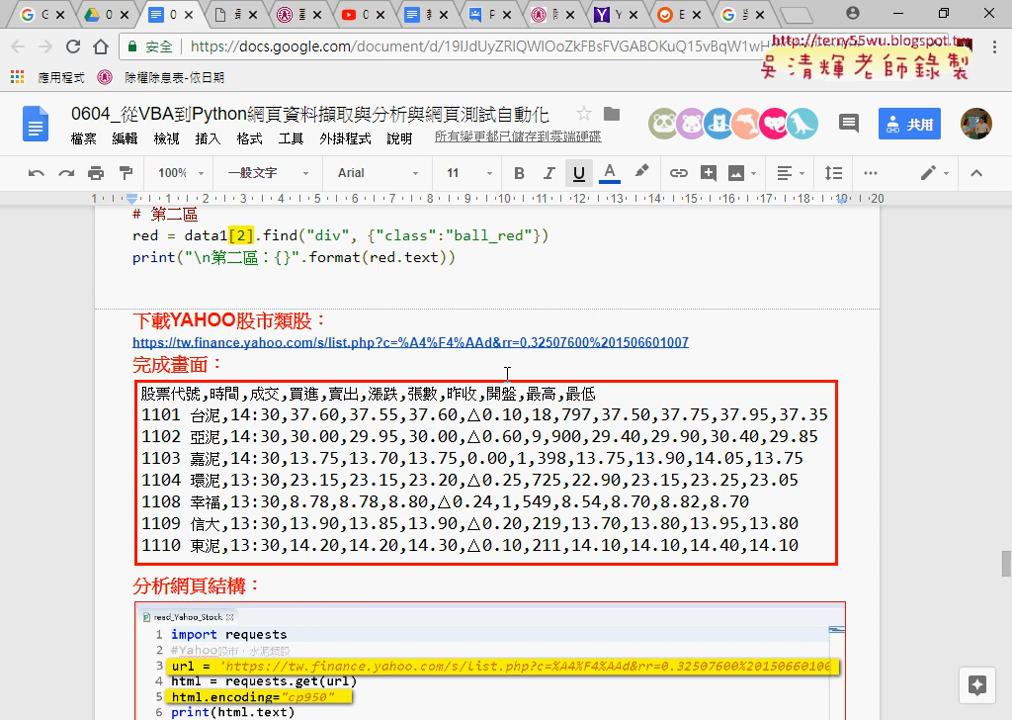 安全
https://docs.google.com/document/d/19IJdUyZRIQWIOoZkFBsFVGABOKuQ15vBqW1wH
http://terry55wu.blogspot.tw
吳清輝老師錄製
應用程式
除權除息表-依日期
0604_從VBA到Python網頁資料擷取與分析與網頁測試自動化
共用
檔案 編輯 檢視 插入 格式 工具 外掛程式 說明 所有變更都已儲存到雲端硬碟
100% 一般文字 Arial 11 B I U A
# 第二區
red = data1[2].find("div", {"class":"ball_red"})
print("\n第二區：{}".format(red.text))
下載YAHOO股市類股：
https://tw.finance.yahoo.com/s/list.php?c=%A4%F4%AAd&rr=0.32507600%201506601007
完成畫面：
股票代號,時間,成交,買進,賣出,漲跌,張數,昨收,開盤,最高,最低
1101 台泥,14:30,37.60,37.55,37.60,△0.10,18,797,37.50,37.75,37.95,37.35
1102 亞泥,14:30,30.00,29.95,30.00,△0.60,9,900,29.40,29.90,30.40,29.85
1103 嘉泥,14:30,13.75,13.70,13.75,0.00,1,398,13.75,13.90,14.05,13.75
1104 環泥,13:30,23.15,23.15,23.20,△0.25,725,22.90,23.15,23.25,23.05
1108 幸福,13:30,8.78,8.78,8.80,△0.24,1,549,8.54,8.70,8.82,8.70
1109 信大,13:30,13.90,13.85,13.90,△0.20,219,13.70,13.80,13.95,13.80
1110 東泥,13:30,14.20,14.20,14.30,△0.10,211,14.10,14.10,14.40,14.10
分析網頁結構：
read_Yahoo_Stock
1 import requests
2 #Yahoo股市，水泥類股
3 url = 'https://tw.finance.yahoo.com/s/list.php?c=%A4%F4%AAd&rr=0.32507600%20150660100
4 html = requests.get(url)
5 html.encoding="cp950"
6 print(html.text)